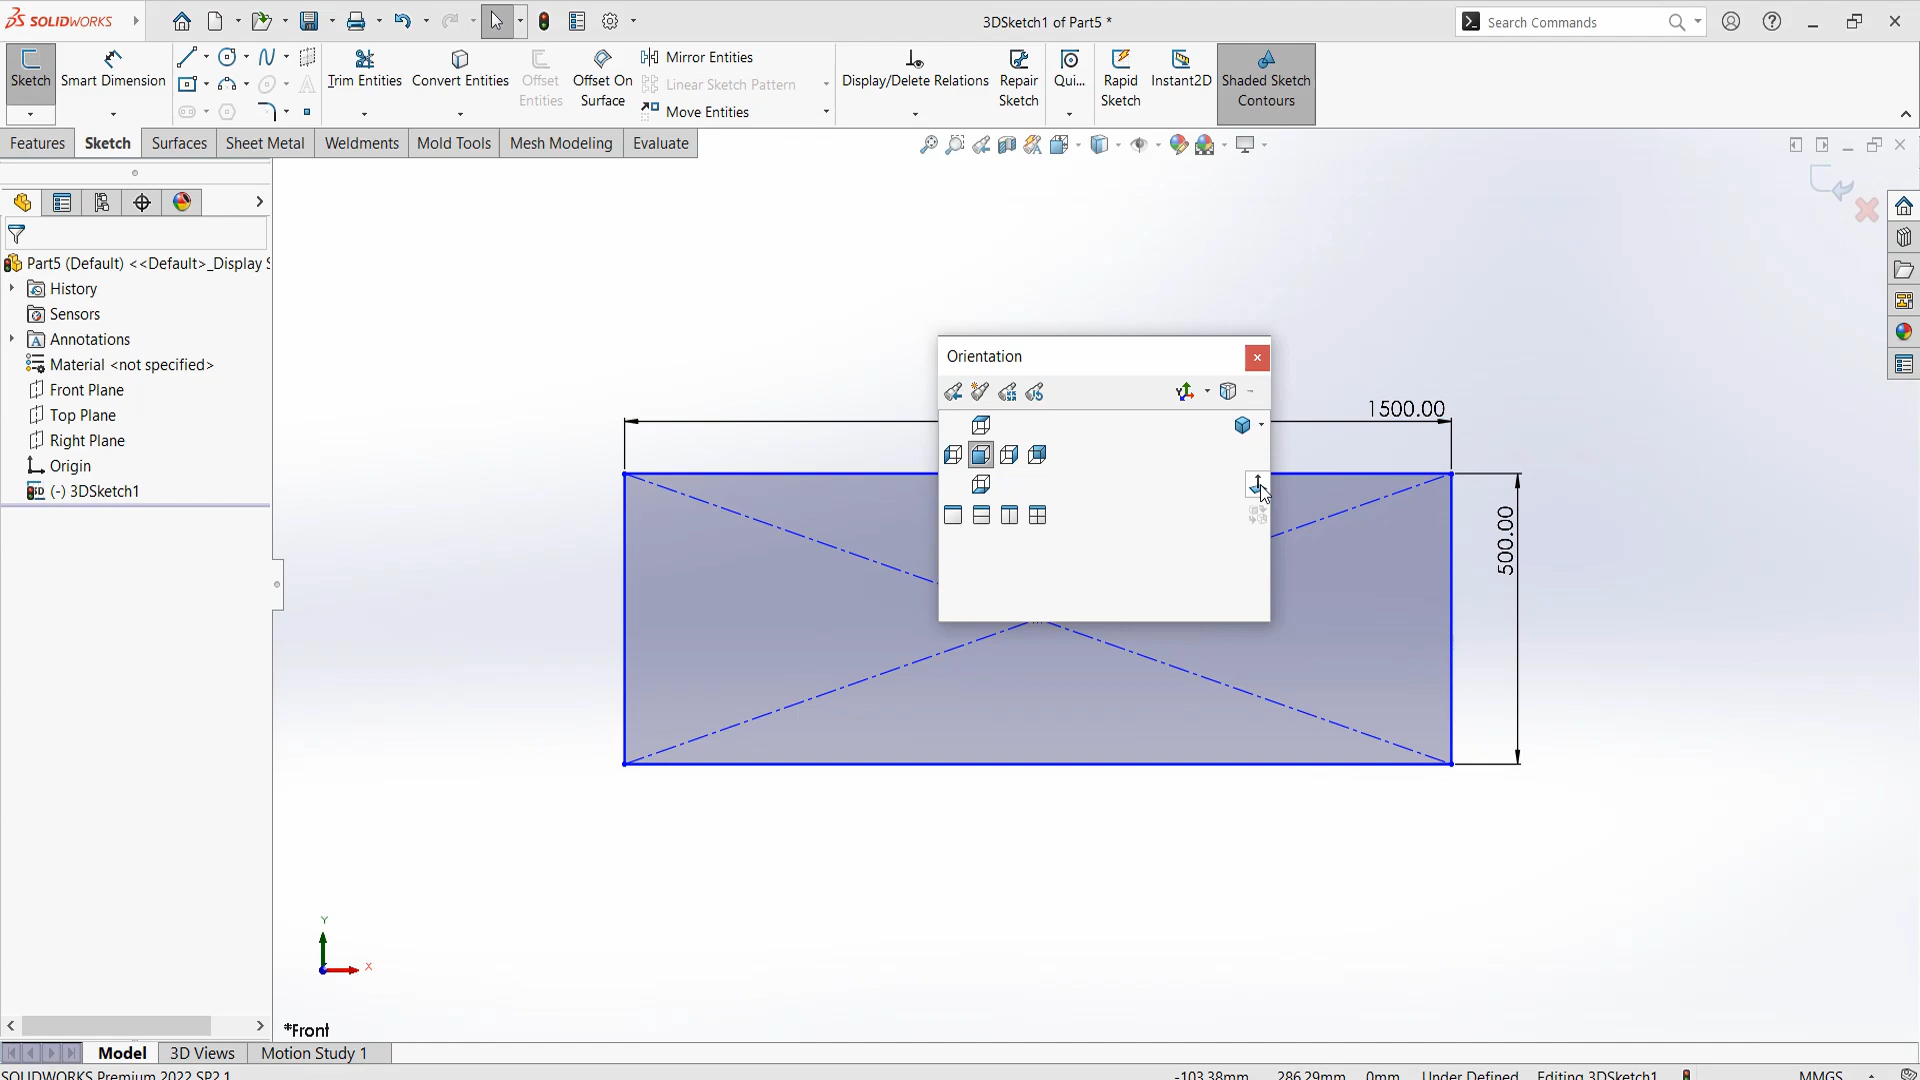 SOLIDWORKS
3DSketch1 of Part5 *
Search Commands
Sketch
Smart Dimension
Trim Entities
Convert Entities
Offset
Entities
Offset On
Surface
Mirror Entities
Linear Sketch Pattern
Move Entities
Display/Delete Relations
Repair
Sketch
Qui...
Rapid
Sketch
Instant2D
Shaded Sketch
Contours
Features
Sketch
Surfaces
Sheet Metal
Weldments
Mold Tools
Mesh Modeling
Evaluate
Part5 (Default) <<Default>_Display S
History
Sensors
Annotations
Material <not specified>
Front Plane
Top Plane
Right Plane
Origin
(-) 3DSketch1
Orientation
1500.00
500.00
Y
X
*Front
Model
3D Views
Motion Study 1
SOLIDWORKS Premium 2022 SP2.1
-103.38mm
286.29mm
0mm
Under Defined
Editing 3DSketch1
MMGS